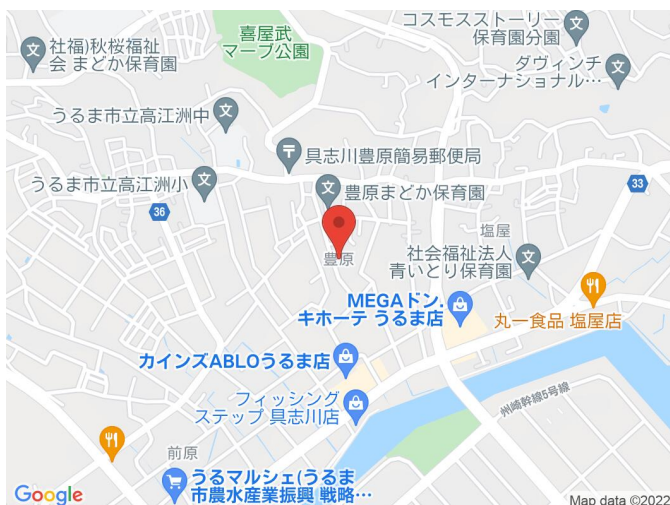 コスモスストーリー
保育園分園
喜屋武
マーブ公園
社福)秋桜福祉
会 まどか保育園
ダヴィンチ
インターナショナル…
うるま市立高江洲中
具志川豊原簡易郵便局
うるま市立高江洲小
豊原まどか保育園
33
36
塩屋
豊原
社会福祉法人
青いとり保育園
MEGAドン.
キホーテ うるま店
丸一食品 塩屋店
カインズABLOうるま店
フィッシング
ステップ 具志川店
州崎幹線5号線
前原
うるマルシェ(うるま
市農水産業振興 戦略…
Google
Map data ©2022